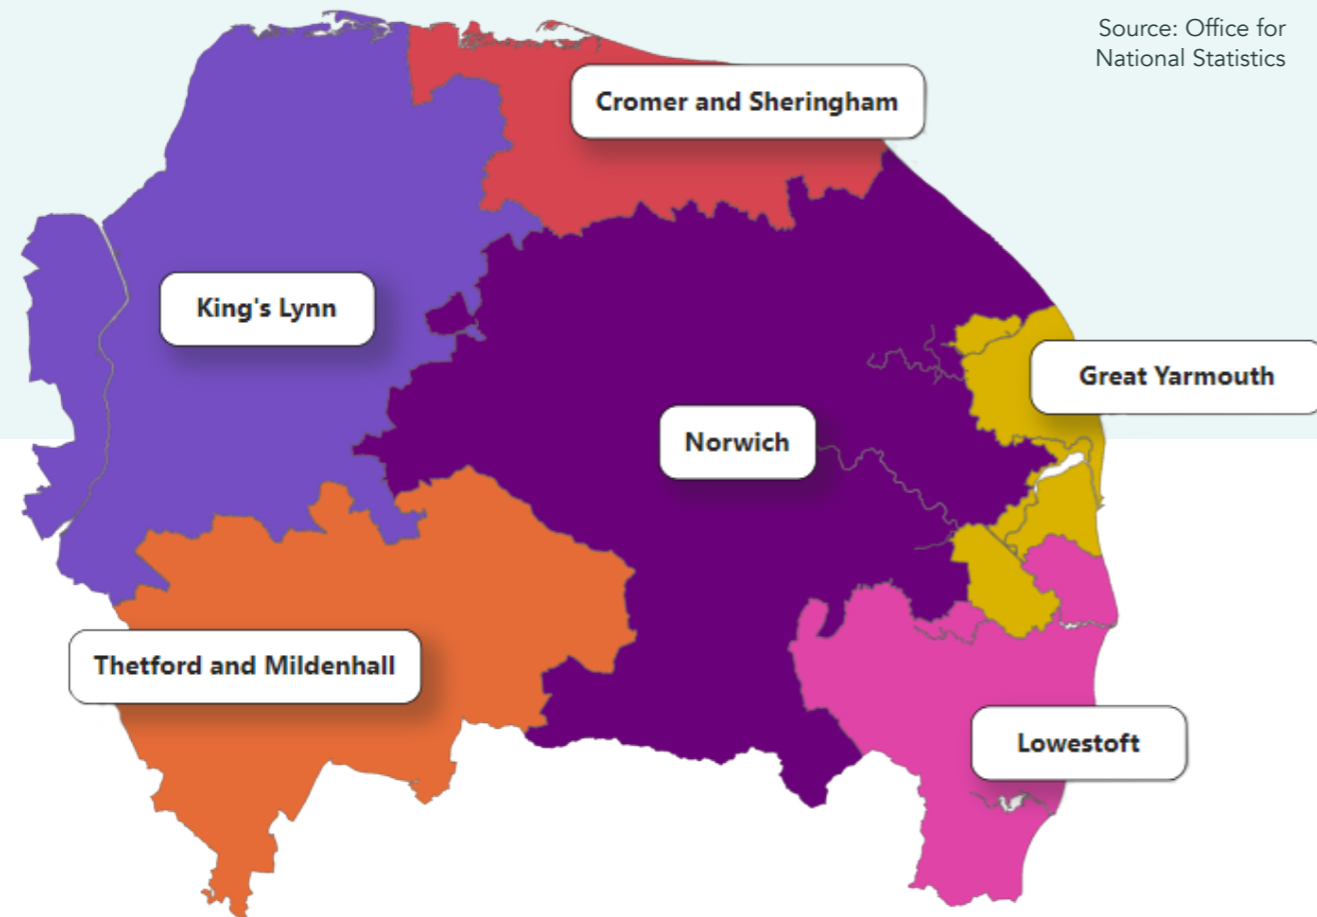 Source: Office for
National Statistics
Cromer and Sheringham
King's Lynn
Great Yarmouth
Norwich
Thetford and Mildenhall
Lowestoft